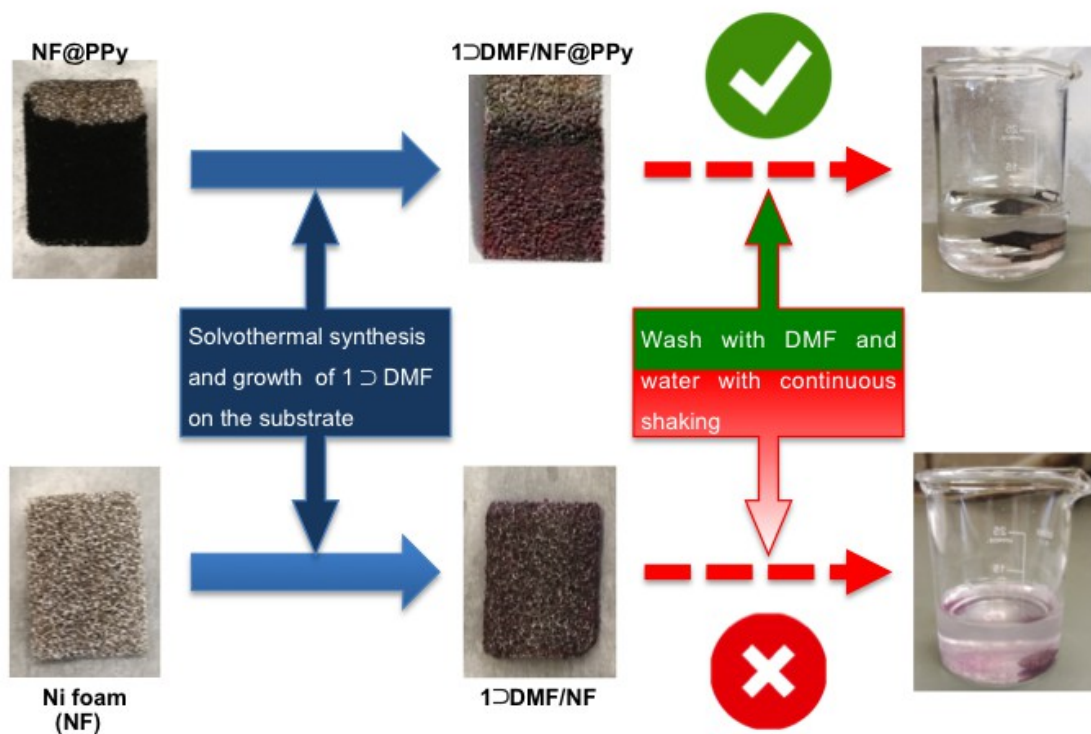 NF@PPy
1⊃DMF/NF@PPy
Solvothermal synthesis
and growth of 1 ⊃ DMF
on the substrate
Wash with DMF and
water with continuous
shaking
Ni foam
(NF)
1⊃DMF/NF